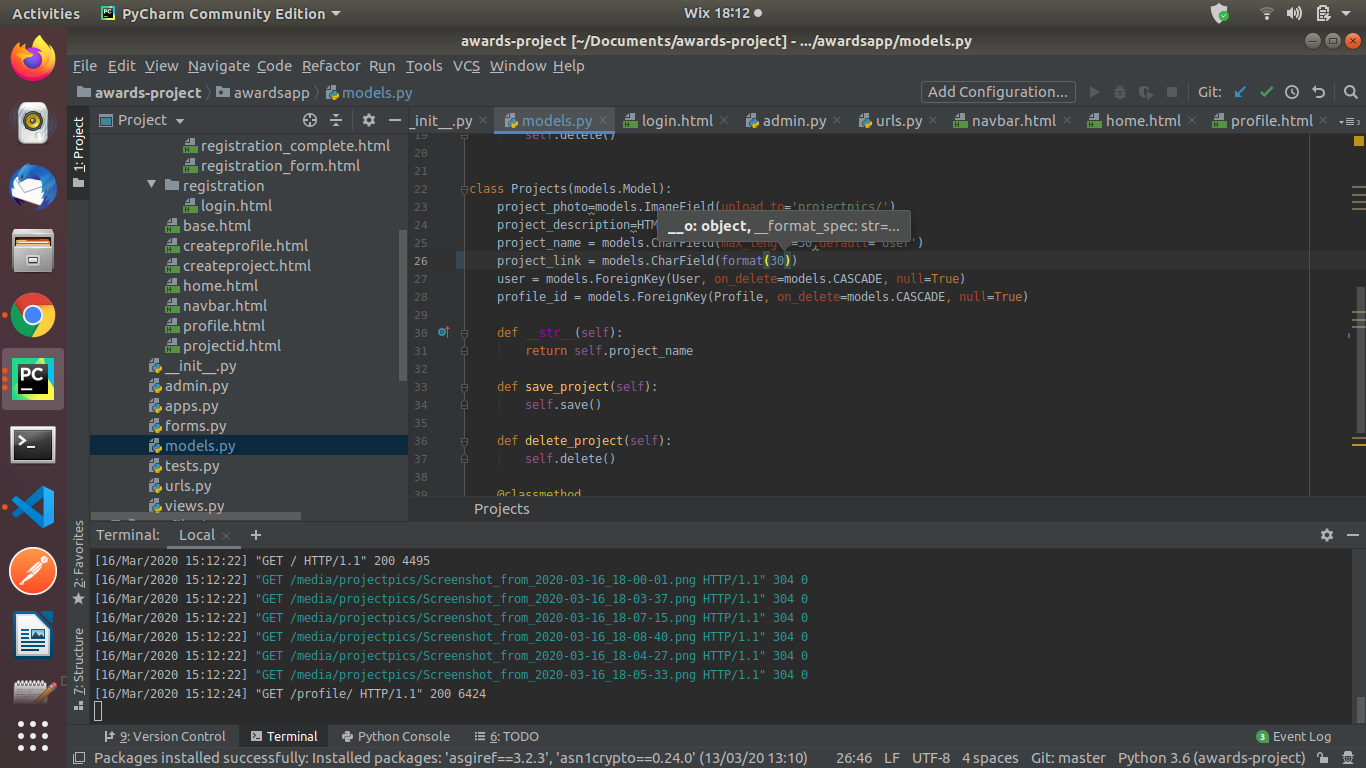 Activities PyCharm Community Edition Wix 18:12
awards-project [~/Documents/awards-project] - .../awardsapp/models.py
File Edit View Navigate Code Refactor Run Tools VCS Window Help
awards-project awardsapp models.py Add Configuration... Git:
1: Project
Project
registration_complete.html
registration_form.html
registration
login.html
base.html
createprofile.html
createproject.html
home.html
navbar.html
profile.html
projectid.html
__init__.py
admin.py
apps.py
forms.py
models.py
tests.py
urls.py
views.py
_init__.py models.py login.html admin.py urls.py navbar.html home.html profile.html
19 self.delete()
20
21
22 class Projects(models.Model):
23 project_photo=models.ImageField(upload_to='projectpics/')
24 project_description=HTM
__o: object, __format_spec: str=...
25 project_name = models.CharField(max_length=30,default='User')
26 project_link = models.CharField(format(30))
27 user = models.ForeignKey(User, on_delete=models.CASCADE, null=True)
28 profile_id = models.ForeignKey(Profile, on_delete=models.CASCADE, null=True)
29
30 def __str__(self):
31 return self.project_name
32
33 def save_project(self):
34 self.save()
35
36 def delete_project(self):
37 self.delete()
38
39 @classmethod
Projects
2: Favorites
7: Structure
Terminal: Local +
[16/Mar/2020 15:12:22] "GET / HTTP/1.1" 200 4495
[16/Mar/2020 15:12:22] "GET /media/projectpics/Screenshot_from_2020-03-16_18-00-01.png HTTP/1.1" 304 0
[16/Mar/2020 15:12:22] "GET /media/projectpics/Screenshot_from_2020-03-16_18-03-37.png HTTP/1.1" 304 0
[16/Mar/2020 15:12:22] "GET /media/projectpics/Screenshot_from_2020-03-16_18-07-15.png HTTP/1.1" 304 0
[16/Mar/2020 15:12:22] "GET /media/projectpics/Screenshot_from_2020-03-16_18-08-40.png HTTP/1.1" 304 0
[16/Mar/2020 15:12:22] "GET /media/projectpics/Screenshot_from_2020-03-16_18-04-27.png HTTP/1.1" 304 0
[16/Mar/2020 15:12:22] "GET /media/projectpics/Screenshot_from_2020-03-16_18-05-33.png HTTP/1.1" 304 0
[16/Mar/2020 15:12:24] "GET /profile/ HTTP/1.1" 200 6424
9: Version Control Terminal Python Console 6: TODO 3 Event Log
Packages installed successfully: Installed packages: 'asgiref==3.2.3', 'asn1crypto==0.24.0' (13/03/20 13:10) 26:46 LF UTF-8 4 spaces Git: master Python 3.6 (awards-project)